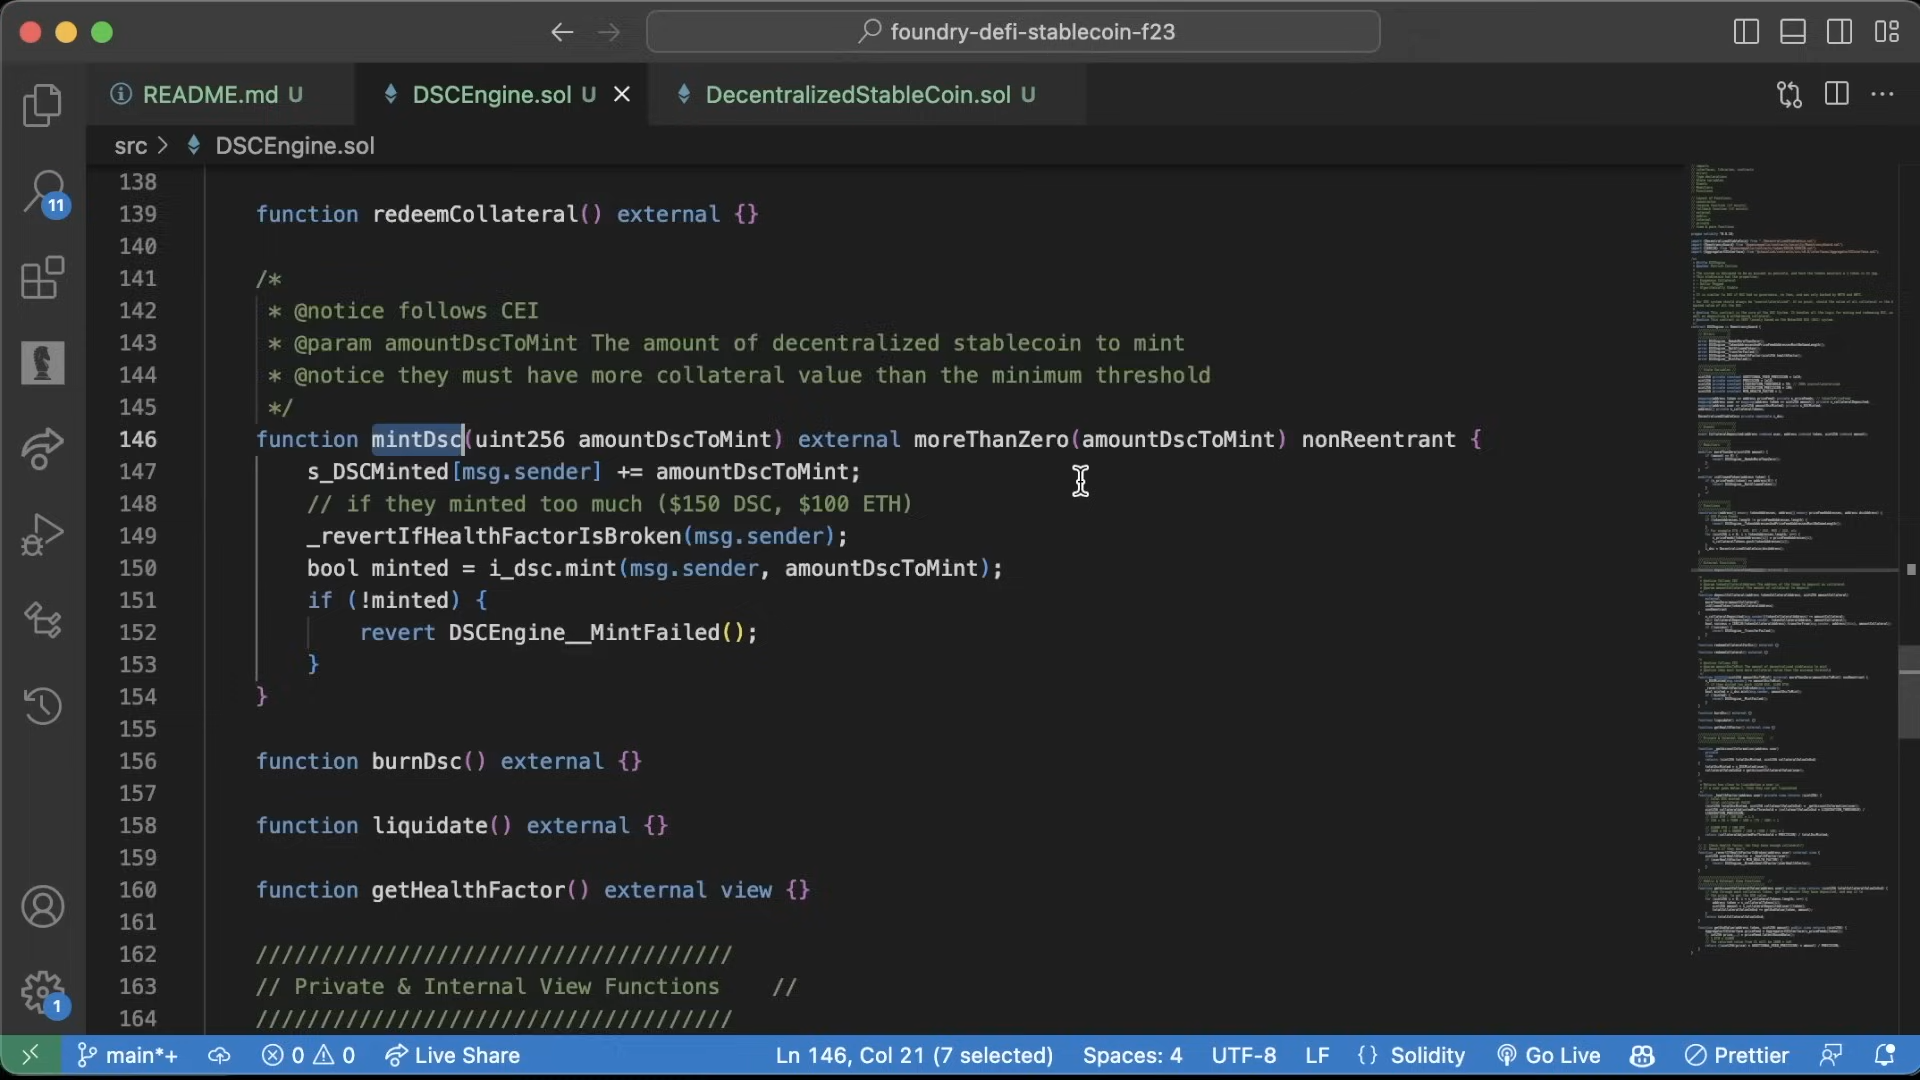 foundry-defi-stablecoin-f23
README.md U
DSCEngine.sol U
DecentralizedStableCoin.sol U
src > DSCEngine.sol
11
138
139 function redeemCollateral() external {}
140
141 /*
142 * @notice follows CEI
143 * @param amountDscToMint The amount of decentralized stablecoin to mint
144 * @notice they must have more collateral value than the minimum threshold
145 */
146 function mintDsc(uint256 amountDscToMint) external moreThanZero(amountDscToMint) nonReentrant {
147 s_DSCMinted[msg.sender] += amountDscToMint;
148 // if they minted too much ($150 DSC, $100 ETH)
149 _revertIfHealthFactorIsBroken(msg.sender);
150 bool minted = i_dsc.mint(msg.sender, amountDscToMint);
151 if (!minted) {
152 revert DSCEngine__MintFailed();
153 }
154 }
155
156 function burnDsc() external {}
157
158 function liquidate() external {}
159
160 function getHealthFactor() external view {}
161
162 /////////////////////////////////////
163 // Private & Internal View Functions //
164 /////////////////////////////////////
1
main*+ 0 0 Live Share Ln 146, Col 21 (7 selected) Spaces: 4 UTF-8 LF {} Solidity Go Live Prettier